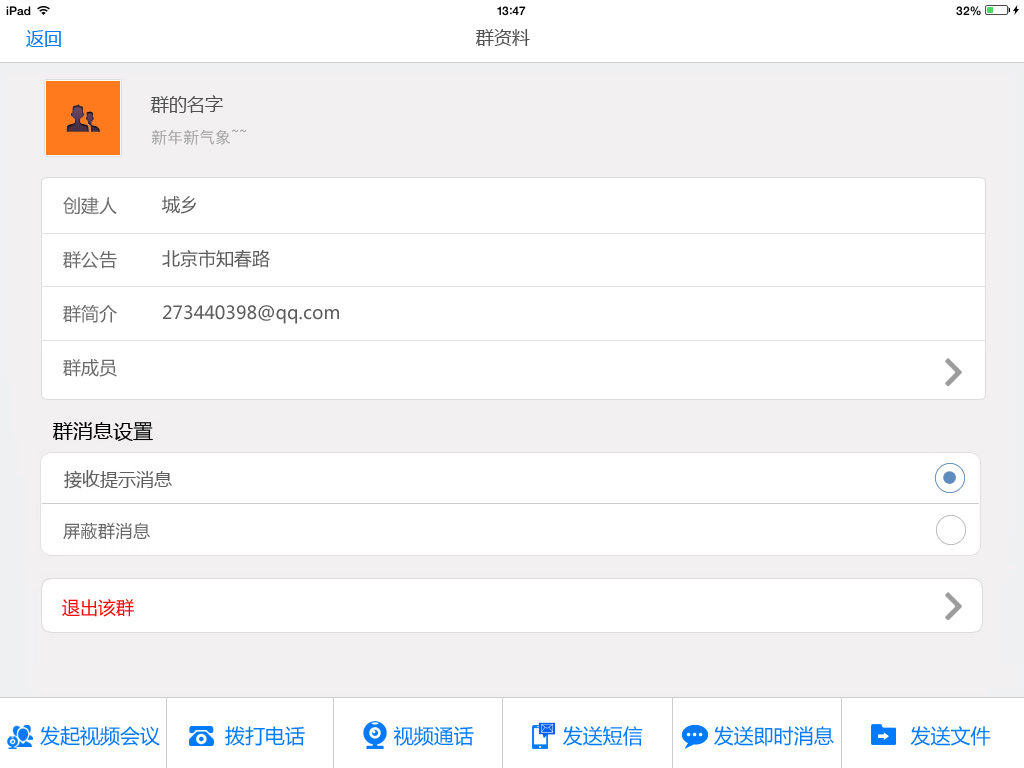 iPad 13:47 32%
返回 群资料
群的名字
新年新气象~~
创建人 城乡
群公告 北京市知春路
群简介 273440398@qq.com
群成员
群消息设置
接收提示消息
屏蔽群消息
退出该群
发起视频会议 拨打电话 视频通话 发送短信 发送即时消息 发送文件